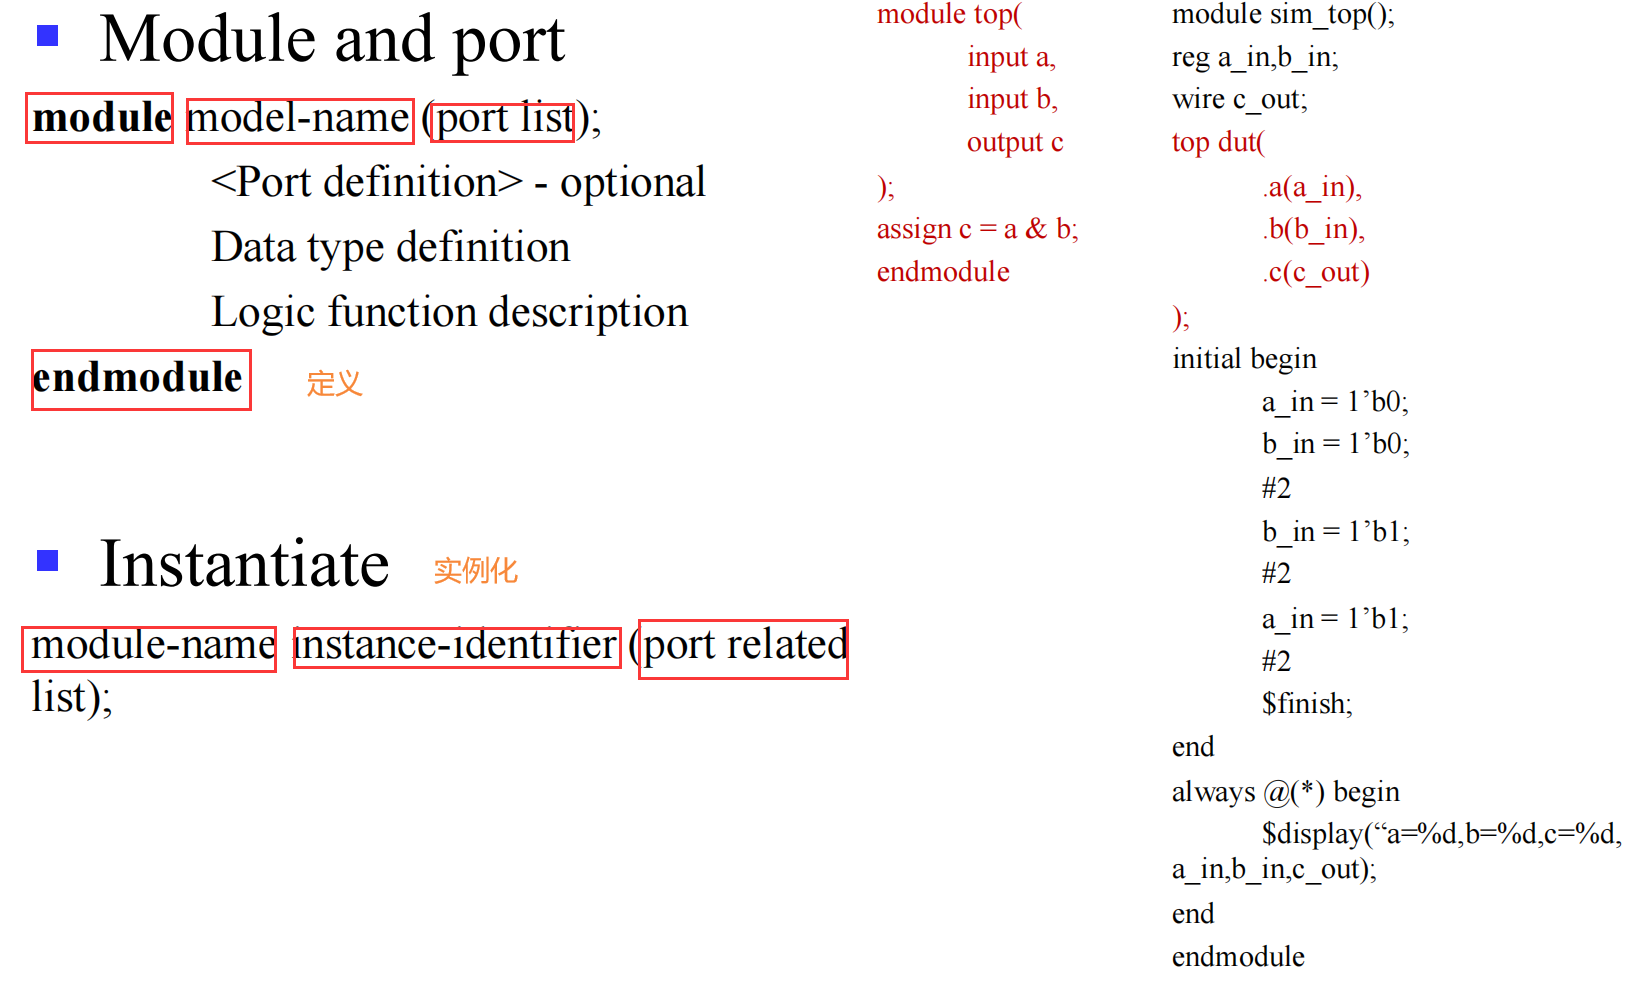 Module and port
module model-name (port list);
<Port definition> - optional
Data type definition
Logic function description
endmodule 定义
Instantiate 实例化
module-name instance-identifier (port related
list);
module top(
input a,
input b,
output c
);
assign c = a & b;
endmodule
module sim_top();
reg a_in,b_in;
wire c_out;
top dut(
.a(a_in),
.b(b_in),
.c(c_out)
);
initial begin
a_in = 1’b0;
b_in = 1’b0;
#2
b_in = 1’b1;
#2
a_in = 1’b1;
#2
$finish;
end
always @(*) begin
$display(“a=%d,b=%d,c=%d,
a_in,b_in,c_out);
end
endmodule